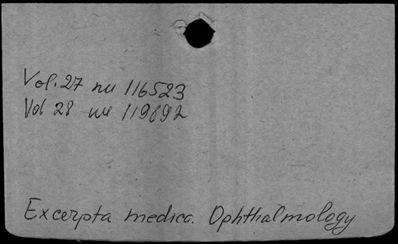 Vol. 27 nu 116523
Vol 28 nu 119892
Excerpta medica. Ophthalmology